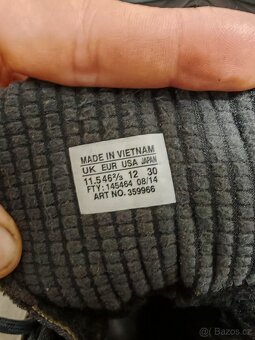 MADE IN VIETNAM
UK EUR USA JAPAN
11.5 46⅔ 12 30
FTY: 145464 08/14
ART NO. 359966
© Bazos.cz